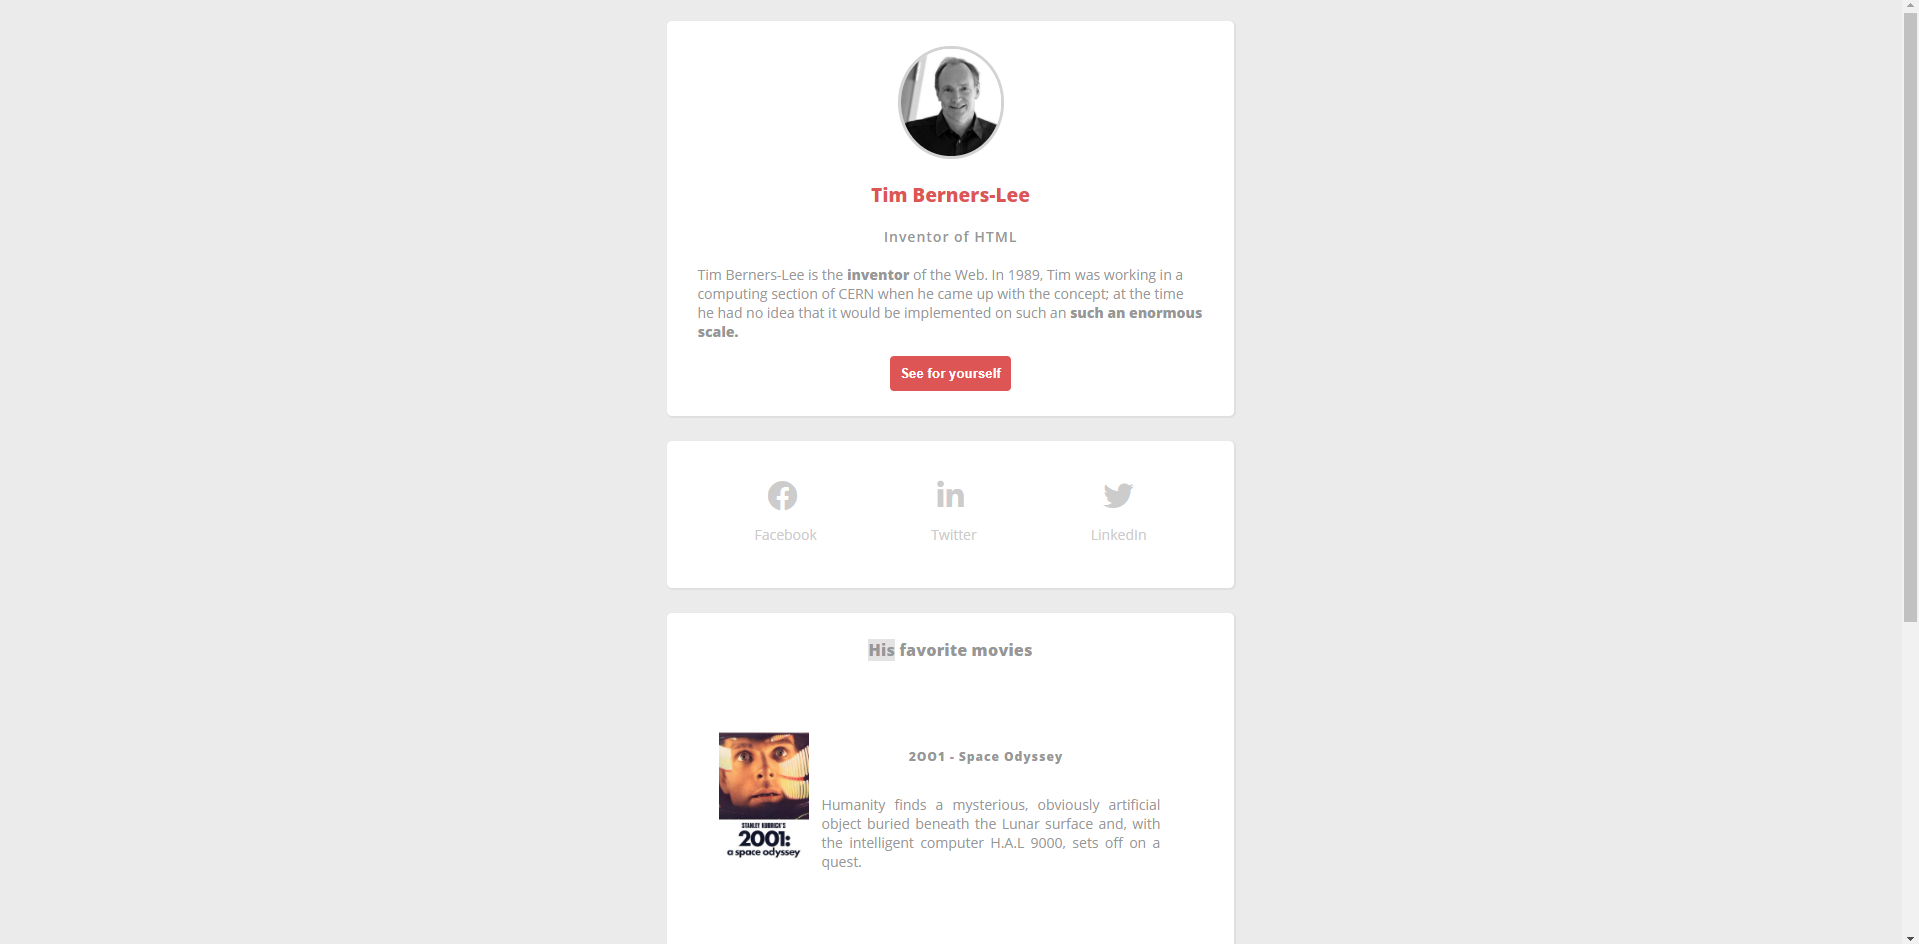 Tim Berners-Lee
Inventor of HTML
Tim Berners-Lee is the inventor of the Web. In 1989, Tim was working in a
computing section of CERN when he came up with the concept; at the time
he had no idea that it would be implemented on such an such an enormous
scale.
See for yourself
in
Facebook
Twitter
LinkedIn
His favorite movies
2OO1 - Space Odyssey
STANLEY KUBRICK'S
2001:
a space odyssey
Humanity finds a mysterious, obviously artificial
object buried beneath the Lunar surface and, with
the intelligent computer H.A.L 9000, sets off on a
quest.